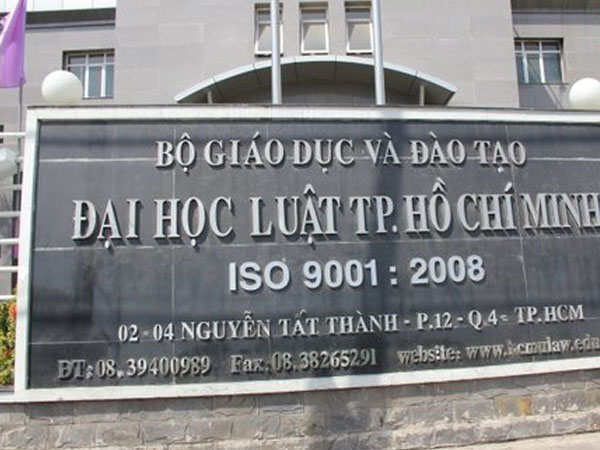 BỘ GIÁO DỤC VÀ ĐÀO TẠO
ĐẠI HỌC LUẬT TP. HỒ CHÍ MINH
ISO 9001 : 2008
02 - 04 NGUYỄN TẤT THÀNH - P.12 - Q.4 - TP.HCM
ĐT: 08.39400989 Fax: 08.38265291 website: www.hcmulaw.edu